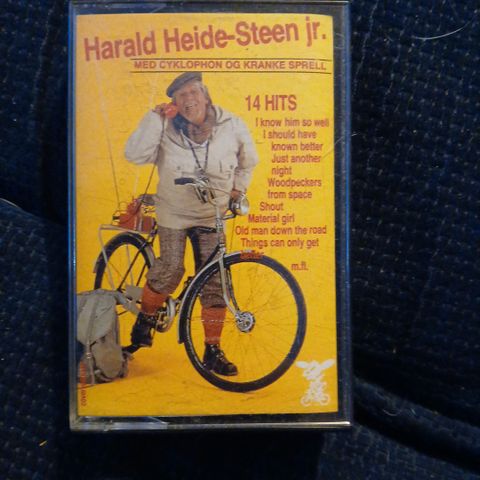 Harald Heide-Steen jr.
MED CYKLOPHON OG KRANKE SPRELL
14 HITS
I know him so well
I should have
known better
Just another
night
Woodpeckers
from space
Shout
Material girl
Old man down the road
Things can only get
m.fl.